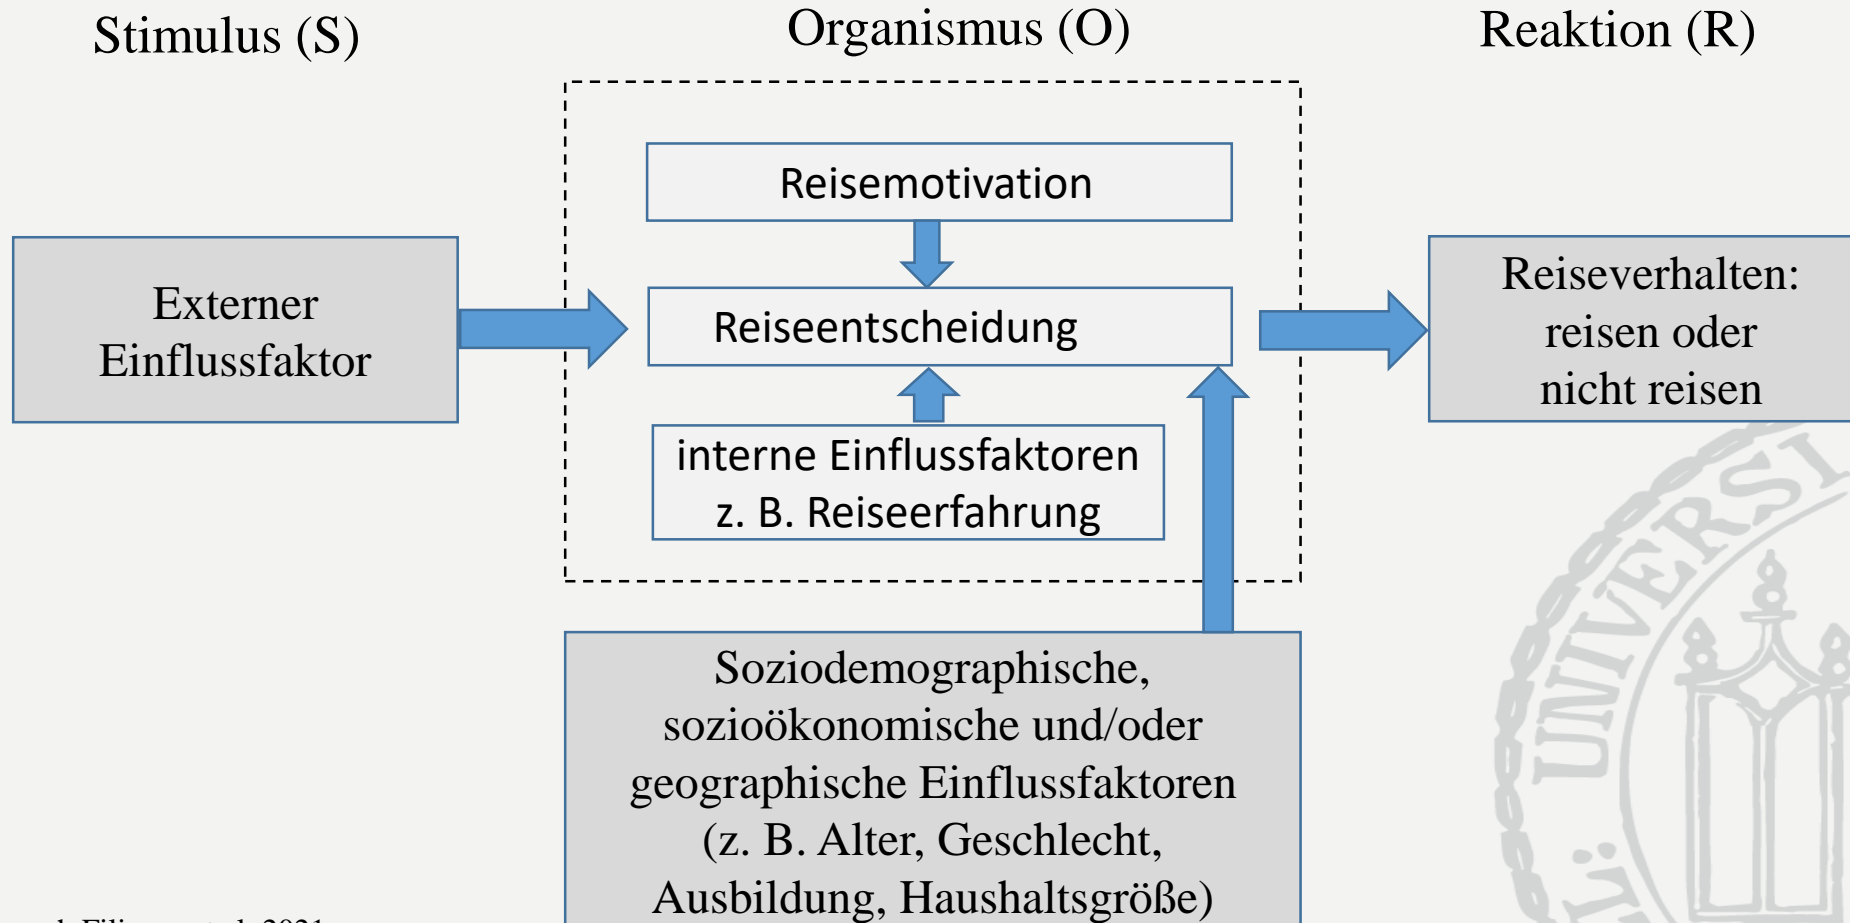 Stimulus (S)
Organismus (O)
Reaktion (R)
Reisemotivation
Externer
Einflussfaktor
Reiseentscheidung
Reiseverhalten:
reisen oder
nicht reisen
interne Einflussfaktoren
z. B. Reiseerfahrung
Soziodemographische,
sozioökonomische und/oder
geographische Einflussfaktoren
(z. B. Alter, Geschlecht,
Ausbildung, Haushaltsgröße)
2021